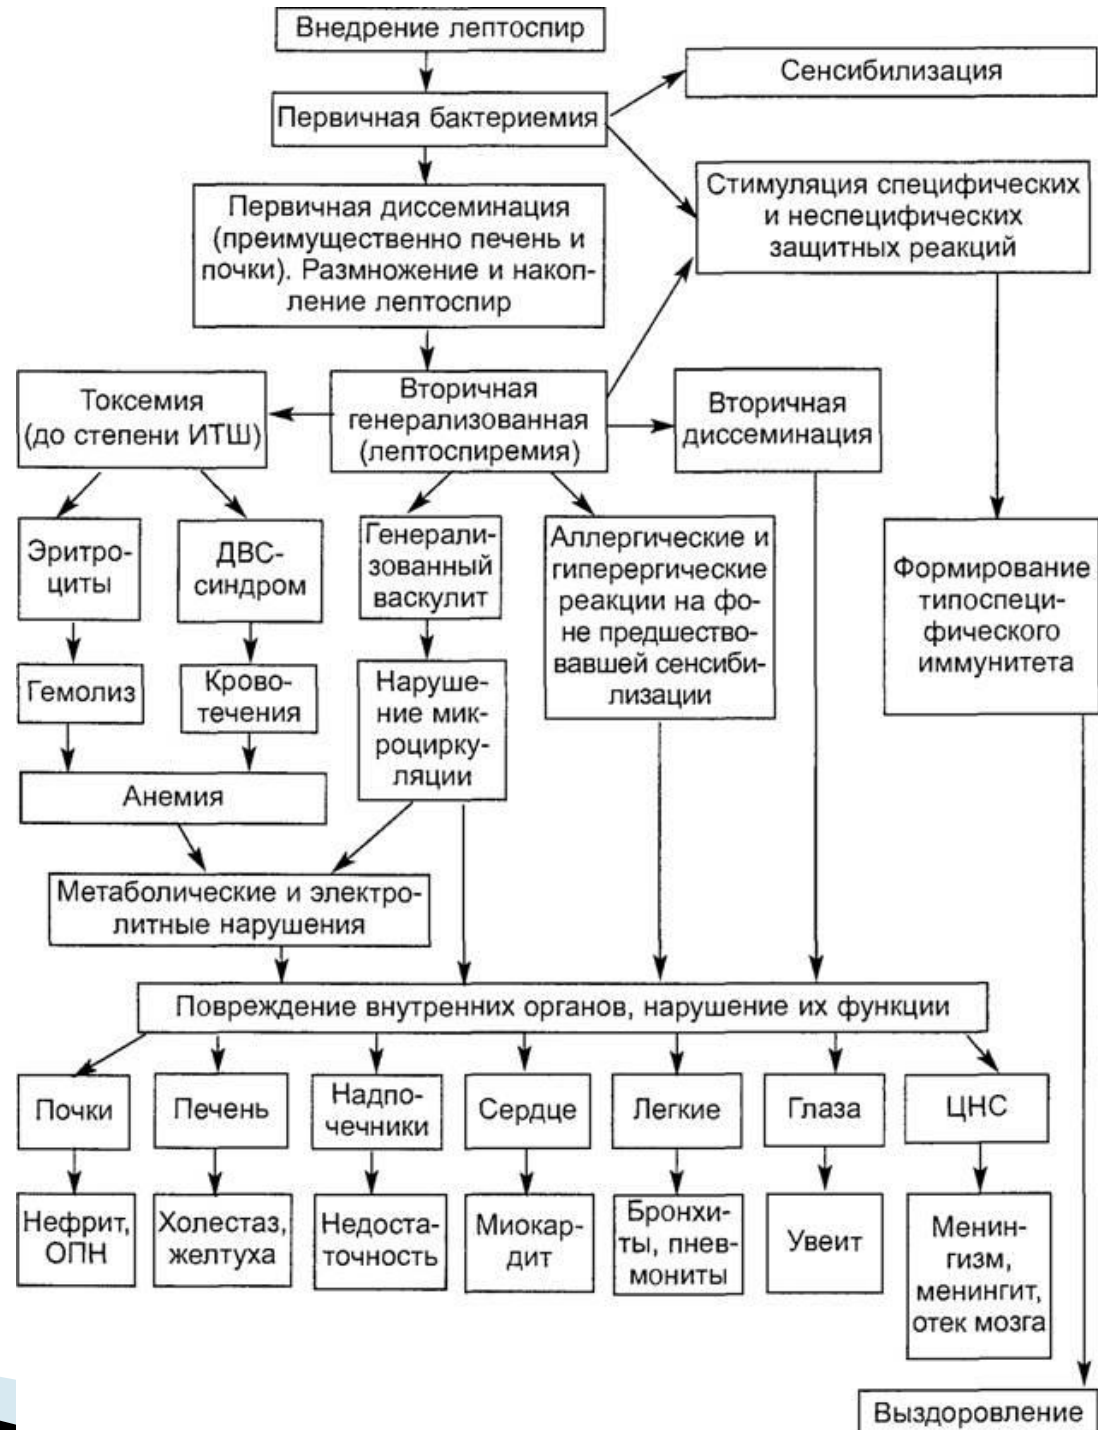 Внедрение лептоспир
Сенсибилизация
Первичная бактериемия
Стимуляция специфических
и неспецифических
защитных реакций
Первичная диссеминация
(преимущественно печень и
почки). Размножение и накоп-
ление лептоспир
Токсемия
(до степени ИТШ)
Вторичная
генерализованная
(лептоспиремия)
Вторичная
диссеминация
Эритро-
циты
ДВС-
синдром
Генерали-
зованный
васкулит
Аллергические и
гиперергические
реакции на фо-
не предшество-
вавшей сенсиби-
лизации
Формирование
типоспеци-
фического
иммунитета
Гемолиз
Крово-
течения
Наруше-
ние мик-
роцирку-
ляции
Анемия
Метаболические и электро-
литные нарушения
Повреждение внутренних органов, нарушение их функции
Почки
Печень
Надпо-
чечники
Сердце
Легкие
Глаза
ЦНС
Нефрит,
ОПН
Холестаз,
желтуха
Недоста-
точность
Миокар-
дит
Бронхи-
ты, пнев-
мониты
Увеит
Менин-
гизм,
менингит,
отек мозга
Выздоровление